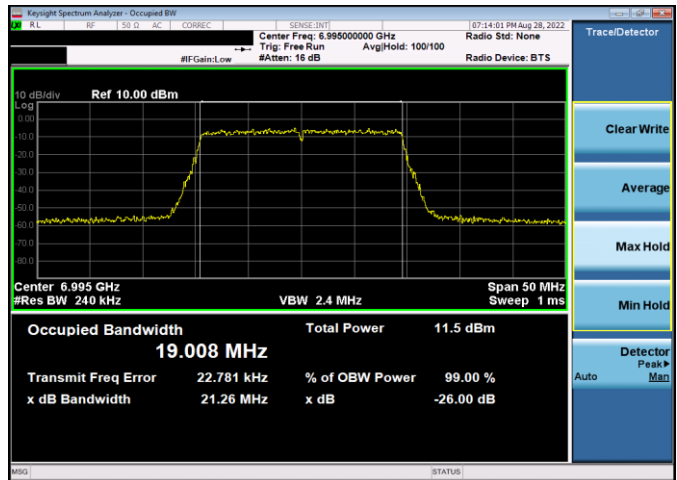 Keysight Spectrum Analyzer - Occupied BW
RL RF 50 Ω AC CORREC SENSE:INT 07:14:01 PM Aug 28, 2022
Center Freq: 6.995000000 GHz Radio Std: None
Trig: Free Run Avg|Hold: 100/100
#IFGain:Low #Atten: 16 dB Radio Device: BTS
Trace/Detector
10 dB/div Ref 10.00 dBm
Log
0.00
-10.0
-20.0
-30.0
-40.0
-50.0
-60.0
-80.0
Center 6.995 GHz Span 50 MHz
#Res BW 240 kHz VBW 2.4 MHz Sweep 1 ms
Occupied Bandwidth Total Power 11.5 dBm
19.008 MHz
Transmit Freq Error 22.781 kHz % of OBW Power 99.00 %
x dB Bandwidth 21.26 MHz x dB -26.00 dB
Clear Write
Average
Max Hold
Min Hold
Detector
Peak▶
Auto Man
MSG STATUS